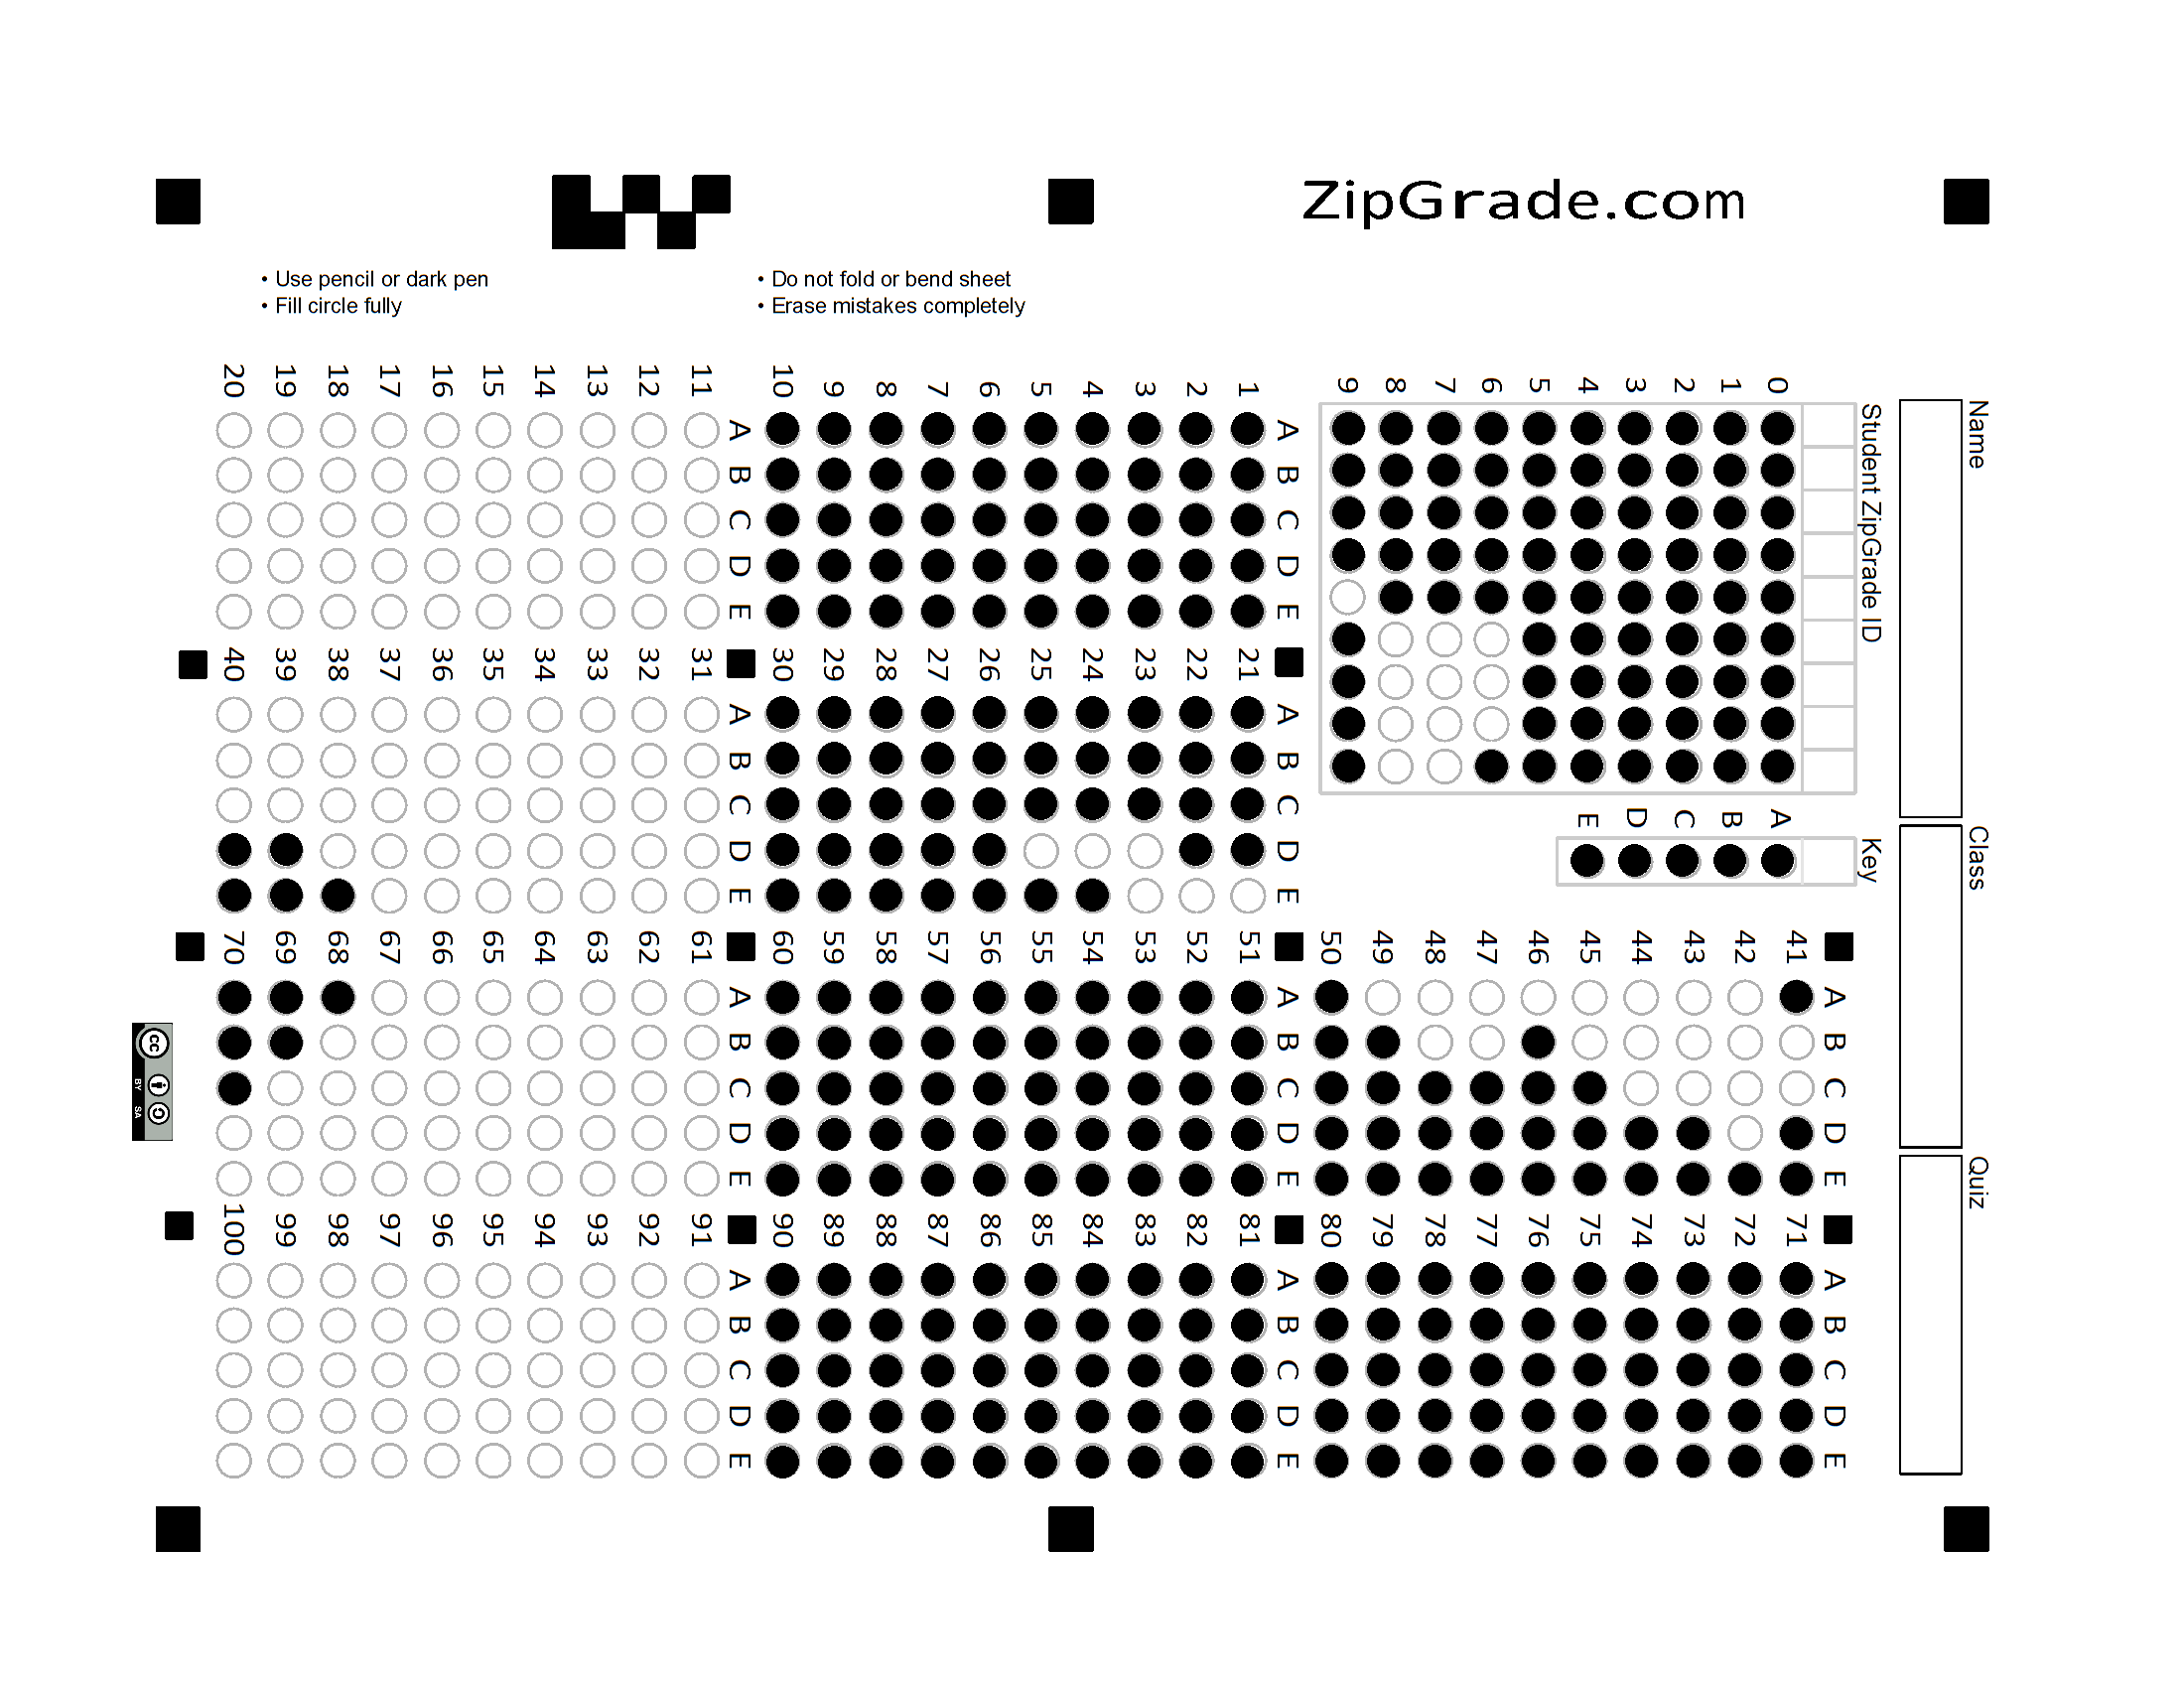 ZipGrade.com
• Use pencil or dark pen
• Fill circle fully
• Do not fold or bend sheet
• Erase mistakes completely
Name
Class
Quiz
Student ZipGrade ID
0 1 2 3 4 5 6 7 8 9
Key
A B C D E
A B C D E
1 2 3 4 5 6 7 8 9 10
A B C D E
11 12 13 14 15 16 17 18 19 20
A B C D E
21 22 23 24 25 26 27 28 29 30
A B C D E
31 32 33 34 35 36 37 38 39 40
A B C D E
41 42 43 44 45 46 47 48 49 50
A B C D E
51 52 53 54 55 56 57 58 59 60
A B C D E
61 62 63 64 65 66 67 68 69 70
A B C D E
71 72 73 74 75 76 77 78 79 80
A B C D E
81 82 83 84 85 86 87 88 89 90
A B C D E
91 92 93 94 95 96 97 98 99 100
cc
BY SA